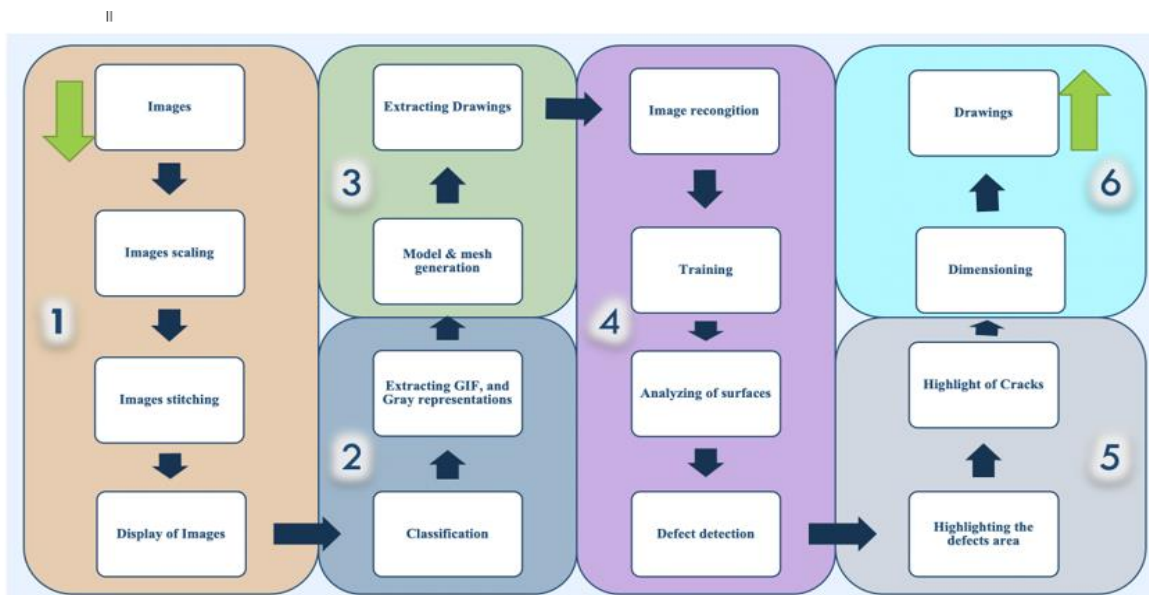 II
Images
Images scaling
1
Images stitching
Display of Images
Classification
2
Extracting GIF, and
Gray representations
Model & mesh
generation
3
Extracting Drawings
Image recongition
Training
4
Analyzing of surfaces
Defect detection
Highlighting the
defects area
5
Highlight of Cracks
Dimensioning
6
Drawings